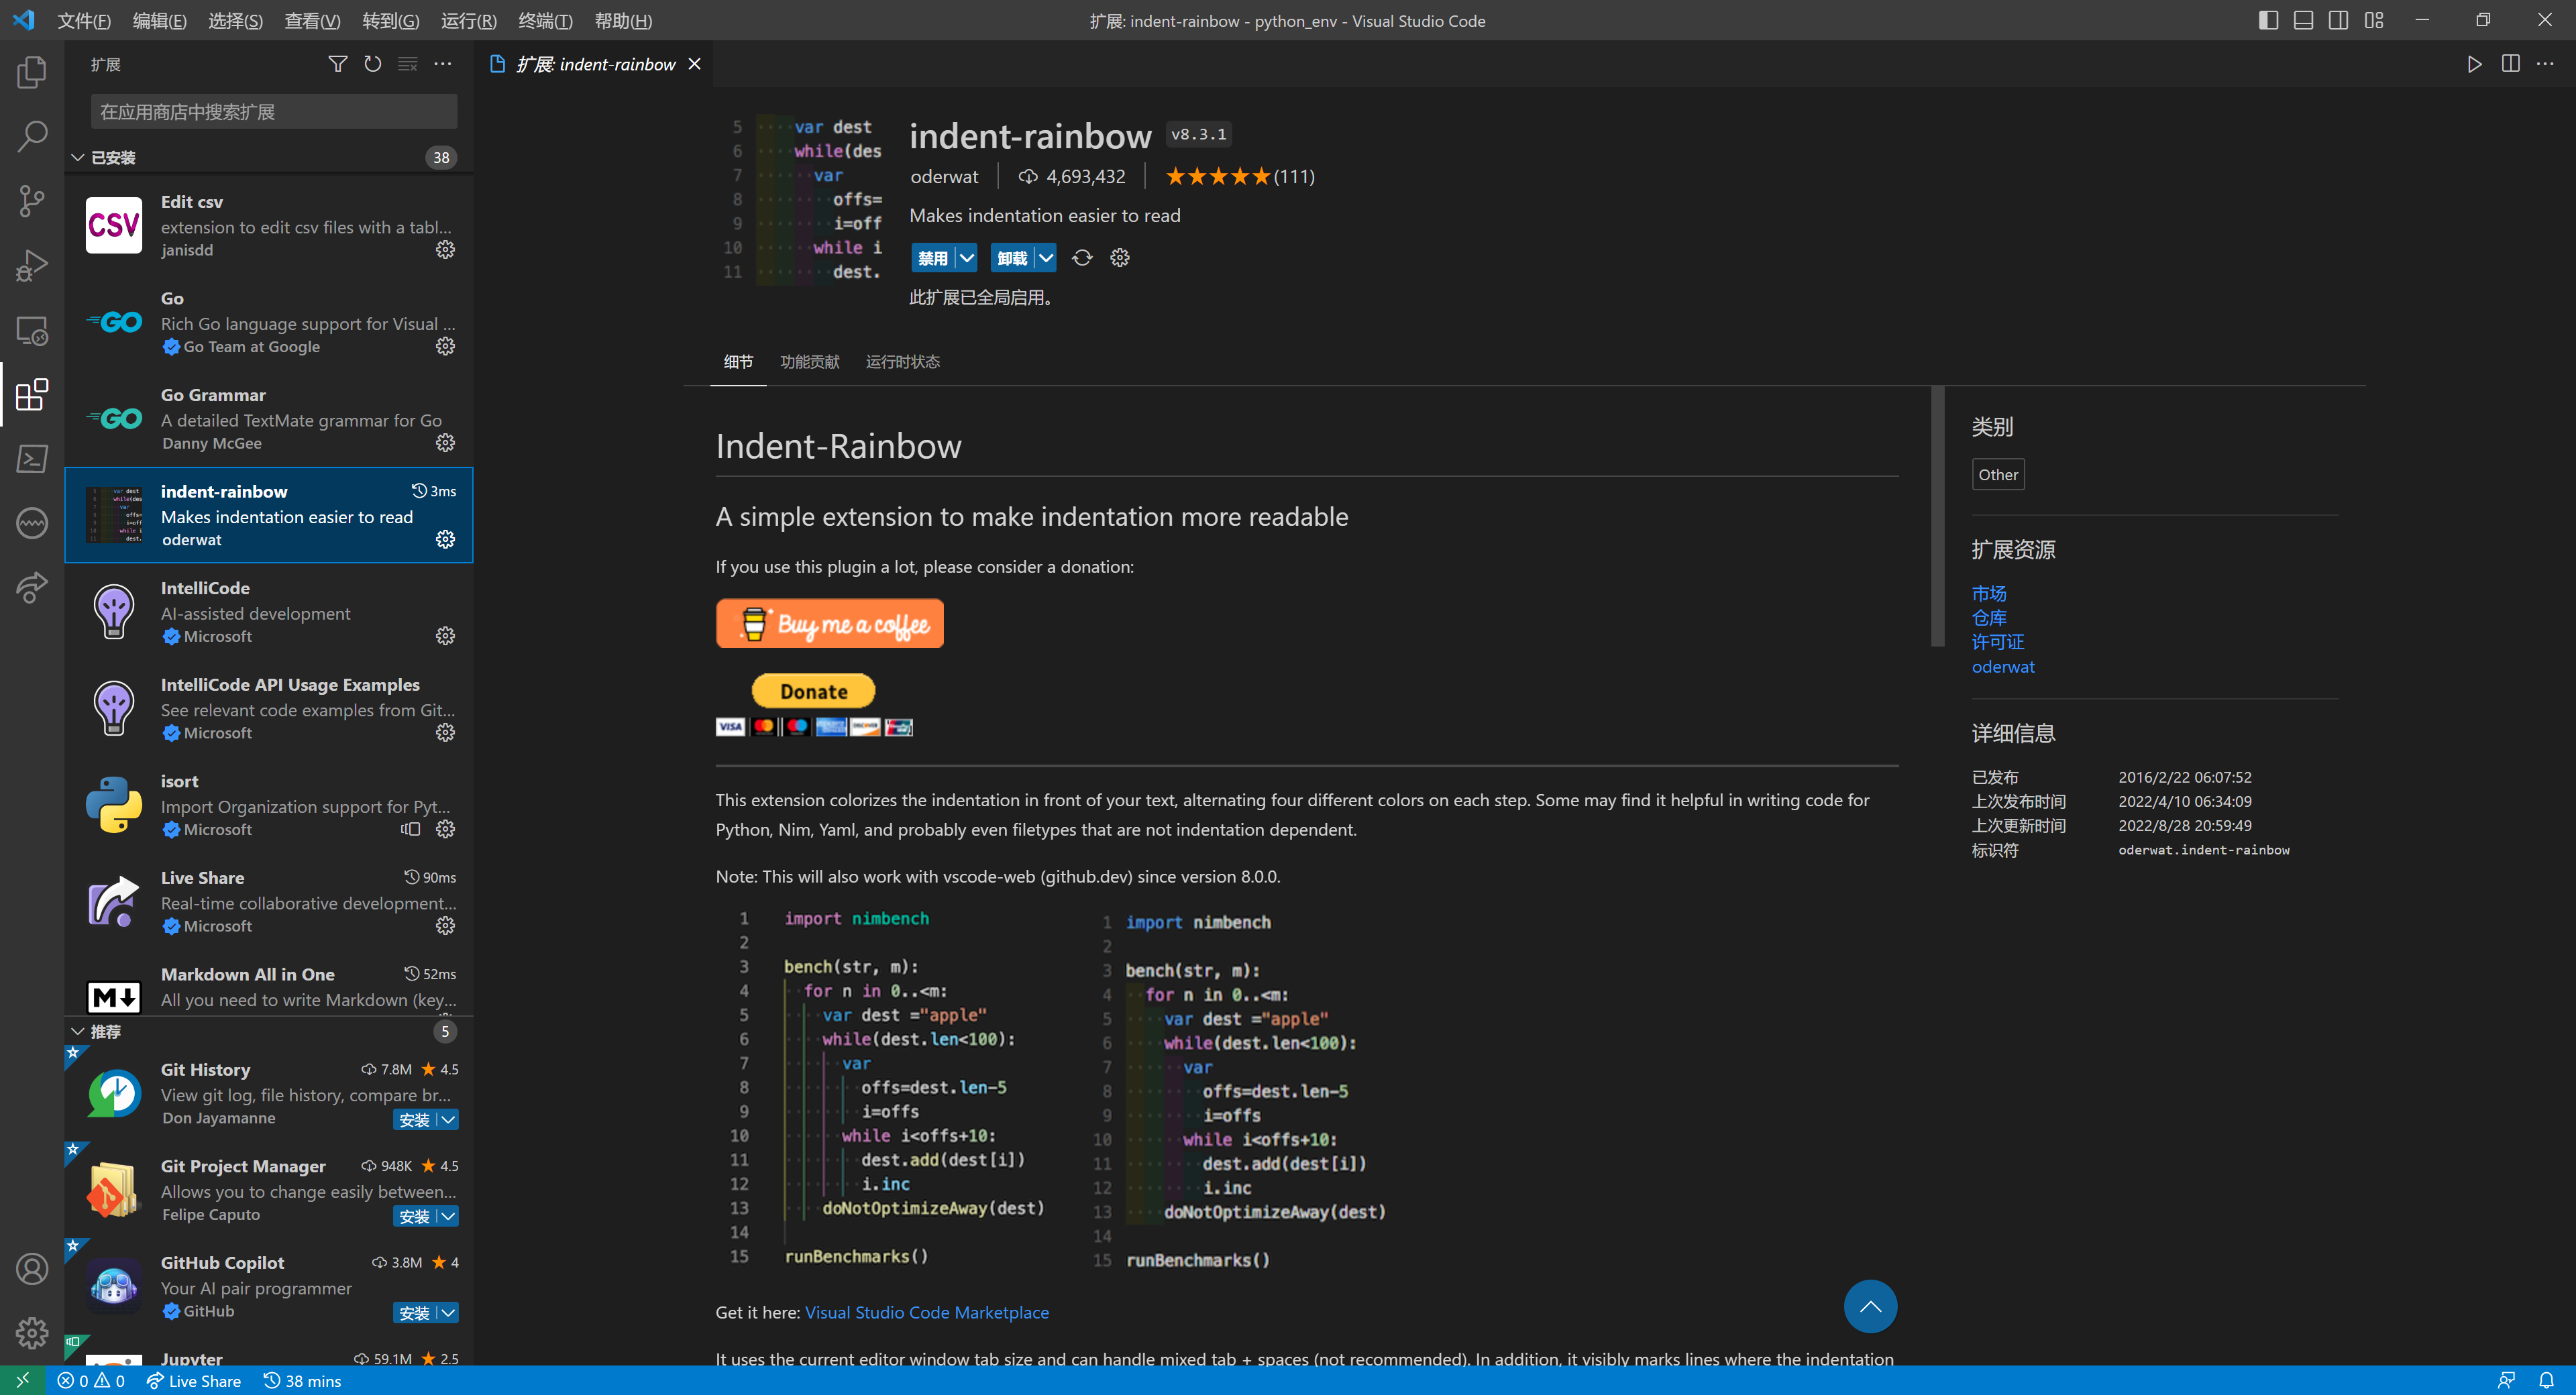 文件(F) 编辑(E) 选择(S) 查看(V) 转到(G) 运行(R) 终端(T) 帮助(H)
扩展: indent-rainbow - python_env - Visual Studio Code
扩展
在应用商店中搜索扩展
已安装 38
CSV
Edit csv
extension to edit csv files with a tabl...
janisdd
GO
Go
Rich Go language support for Visual ...
Go Team at Google
GO
Go Grammar
A detailed TextMate grammar for Go
Danny McGee
indent-rainbow 3ms
Makes indentation easier to read
oderwat
IntelliCode
AI-assisted development
Microsoft
IntelliCode API Usage Examples
See relevant code examples from Git...
Microsoft
isort
Import Organization support for Pyt...
Microsoft
Live Share 90ms
Real-time collaborative development...
Microsoft
Markdown All in One 52ms
M
All you need to write Markdown (key...
推荐 5
Git History 7.8M 4.5
View git log, file history, compare br...
Don Jayamanne 安装
Git Project Manager 948K 4.5
Allows you to change easily between...
Felipe Caputo 安装
GitHub Copilot 3.8M 4
Your AI pair programmer
GitHub 安装
Jupyter 59.1M 2.5
扩展: indent-rainbow
5 var dest
6 while(des
7 var
8 offs=
9 i=off
10 while i
11 dest.
indent-rainbow v8.3.1
oderwat 4,693,432 (111)
Makes indentation easier to read
禁用 卸载
此扩展已全局启用。
细节 功能贡献 运行时状态
Indent-Rainbow
A simple extension to make indentation more readable
If you use this plugin a lot, please consider a donation:
Buy me a coffee
Donate
VISA
DISCOVER
This extension colorizes the indentation in front of your text, alternating four different colors on each step. Some may find it helpful in writing code for
Python, Nim, Yaml, and probably even filetypes that are not indentation dependent.
Note: This will also work with vscode-web (github.dev) since version 8.0.0.
1 import nimbench
2
3 bench(str, m):
4 for n in 0..<m:
5 var dest ="apple"
6 while(dest.len<100):
7 var
8 offs=dest.len-5
9 i=offs
10 while i<offs+10:
11 dest.add(dest[i])
12 i.inc
13 doNotOptimizeAway(dest)
14
15 runBenchmarks()
1 import nimbench
2
3 bench(str, m):
4 for n in 0..<m:
5 var dest ="apple"
6 while(dest.len<100):
7 var
8 offs=dest.len-5
9 i=offs
10 while i<offs+10:
11 dest.add(dest[i])
12 i.inc
13 doNotOptimizeAway(dest)
14
15 runBenchmarks()
Get it here: Visual Studio Code Marketplace
It uses the current editor window tab size and can handle mixed tab + spaces (not recommended). In addition, it visibly marks lines where the indentation
类别
Other
扩展资源
市场
仓库
许可证
oderwat
详细信息
已发布 2016/2/22 06:07:52
上次发布时间 2022/4/10 06:34:09
上次更新时间 2022/8/28 20:59:49
标识符 oderwat.indent-rainbow
0 0 Live Share 38 mins